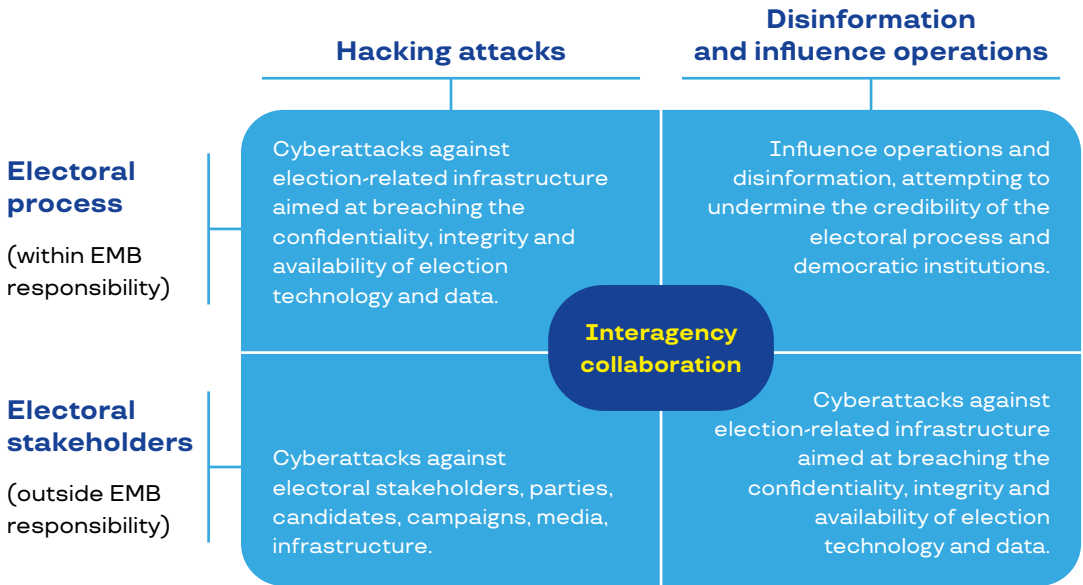 Hacking attacks
Disinformation
and influence operations
Electoral
process
(within EMB
responsibility)
Cyberattacks against
election-related infrastructure
aimed at breaching the
confidentiality, integrity and
availability of election
technology and data.
Influence operations and
disinformation, attempting to
undermine the credibility of the
electoral process and
democratic institutions.
Interagency
collaboration
Electoral
stakeholders
(outside EMB
responsibility)
Cyberattacks against
electoral stakeholders, parties,
candidates, campaigns, media,
infrastructure.
Cyberattacks against
election-related infrastructure
aimed at breaching the
confidentiality, integrity and
availability of election
technology and data.